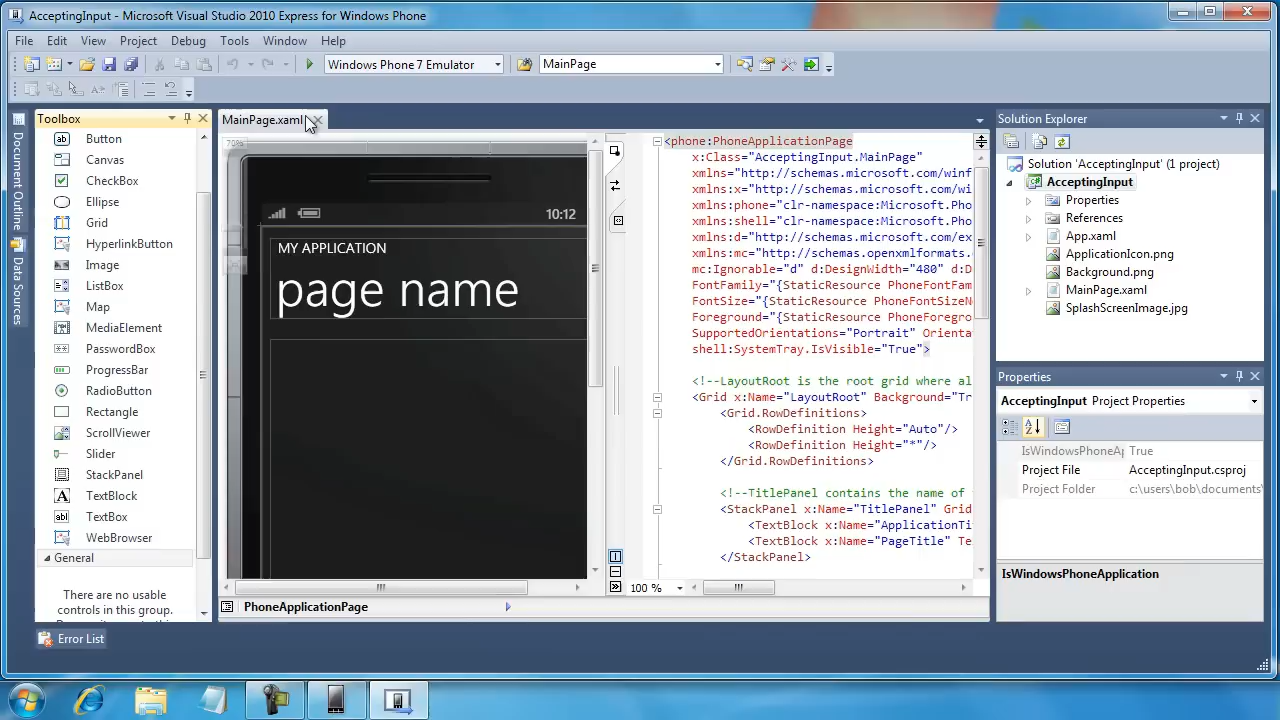 AcceptingInput - Microsoft Visual Studio 2010 Express for Windows Phone
File Edit View Project Debug Tools Window Help
Windows Phone 7 Emulator
MainPage
Document Outline
Data Sources
Toolbox
Button
Canvas
CheckBox
Ellipse
Grid
HyperlinkButton
Image
ListBox
Map
MediaElement
PasswordBox
ProgressBar
RadioButton
Rectangle
ScrollViewer
Slider
StackPanel
TextBlock
TextBox
WebBrowser
General
There are no usable
controls in this group.
MainPage.xaml
70%
10:12
MY APPLICATION
page name
<phone:PhoneApplicationPage
x:Class="AcceptingInput.MainPage"
xmlns="http://schemas.microsoft.com/winf
xmlns:x="http://schemas.microsoft.com/wi
xmlns:phone="clr-namespace:Microsoft.Pho
xmlns:shell="clr-namespace:Microsoft.Pho
xmlns:d="http://schemas.microsoft.com/ex
xmlns:mc="http://schemas.openxmlformats.
mc:Ignorable="d" d:DesignWidth="480" d:D
FontFamily="{StaticResource PhoneFontFam
FontSize="{StaticResource PhoneFontSizeN
Foreground="{StaticResource PhoneForegro
SupportedOrientations="Portrait" Orienta
shell:SystemTray.IsVisible="True">
<!--LayoutRoot is the root grid where al
<Grid x:Name="LayoutRoot" Background="Tr
<Grid.RowDefinitions>
<RowDefinition Height="Auto"/>
<RowDefinition Height="*"/>
</Grid.RowDefinitions>
<!--TitlePanel contains the name of
<StackPanel x:Name="TitlePanel" Grid
<TextBlock x:Name="ApplicationTi
<TextBlock x:Name="PageTitle" Te
</StackPanel>
100 %
PhoneApplicationPage
Solution Explorer
Solution 'AcceptingInput' (1 project)
AcceptingInput
Properties
References
App.xaml
ApplicationIcon.png
Background.png
MainPage.xaml
SplashScreenImage.jpg
Properties
AcceptingInput Project Properties
IsWindowsPhoneAp True
Project File AcceptingInput.csproj
Project Folder c:\users\bob\documents\
IsWindowsPhoneApplication
Error List